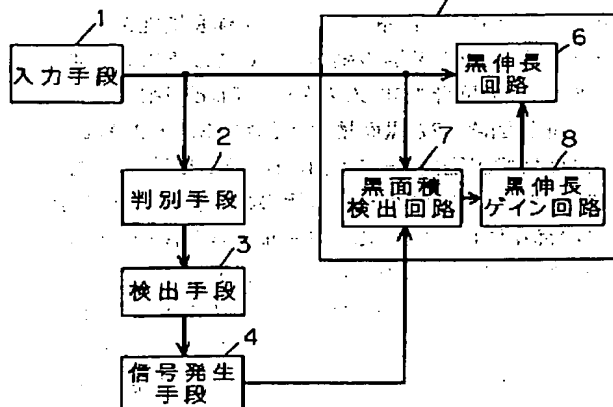 1
入力手段
2
判別手段
3
検出手段
4
信号発生
手段
6
黒伸長
回路
7
黒面積
検出回路
8
黒伸長
ゲイン回路